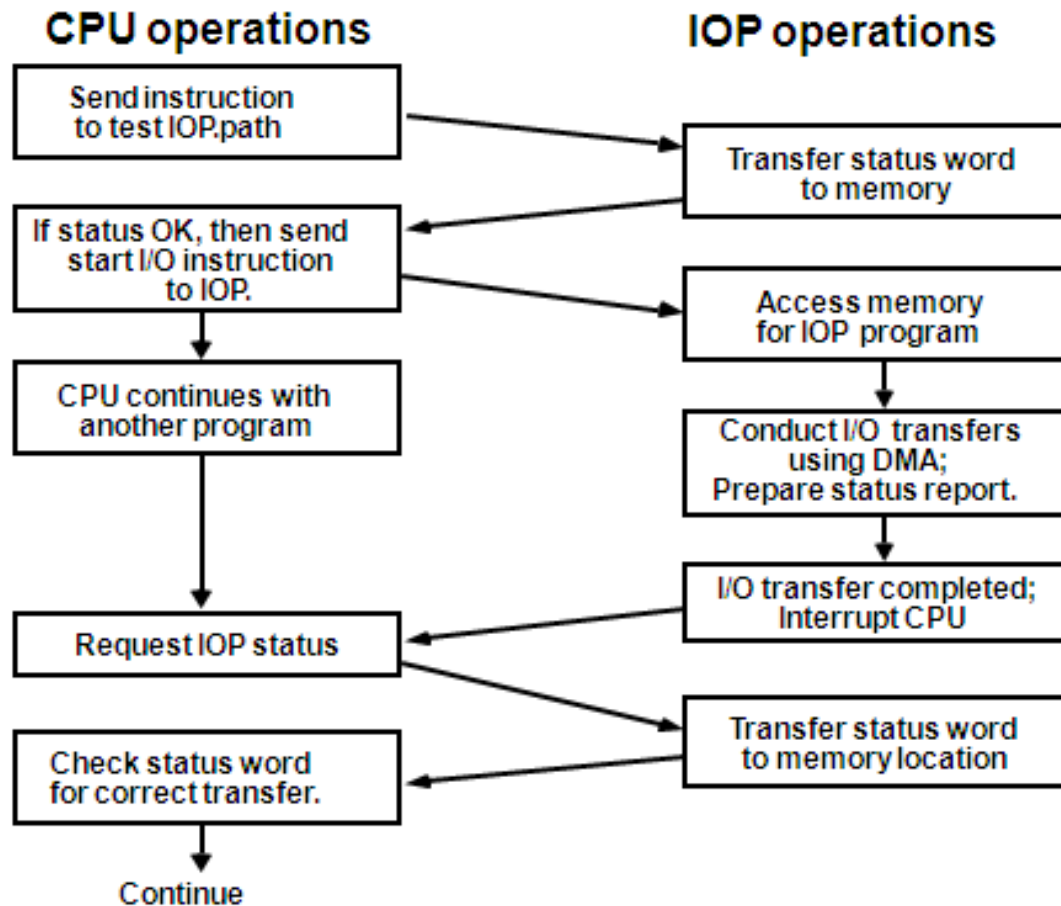 CPU operations
IOP operations
Send instruction
to test IOP.path
Transfer status word
to memory
If status OK, then send
start I/O instruction
to IOP.
Access memory
for IOP program
CPU continues with
another program
Conduct I/O transfers
using DMA;
Prepare status report.
I/O transfer completed;
Interrupt CPU
Request IOP status
Transfer status word
to memory location
Check status word
for correct transfer.
Continue